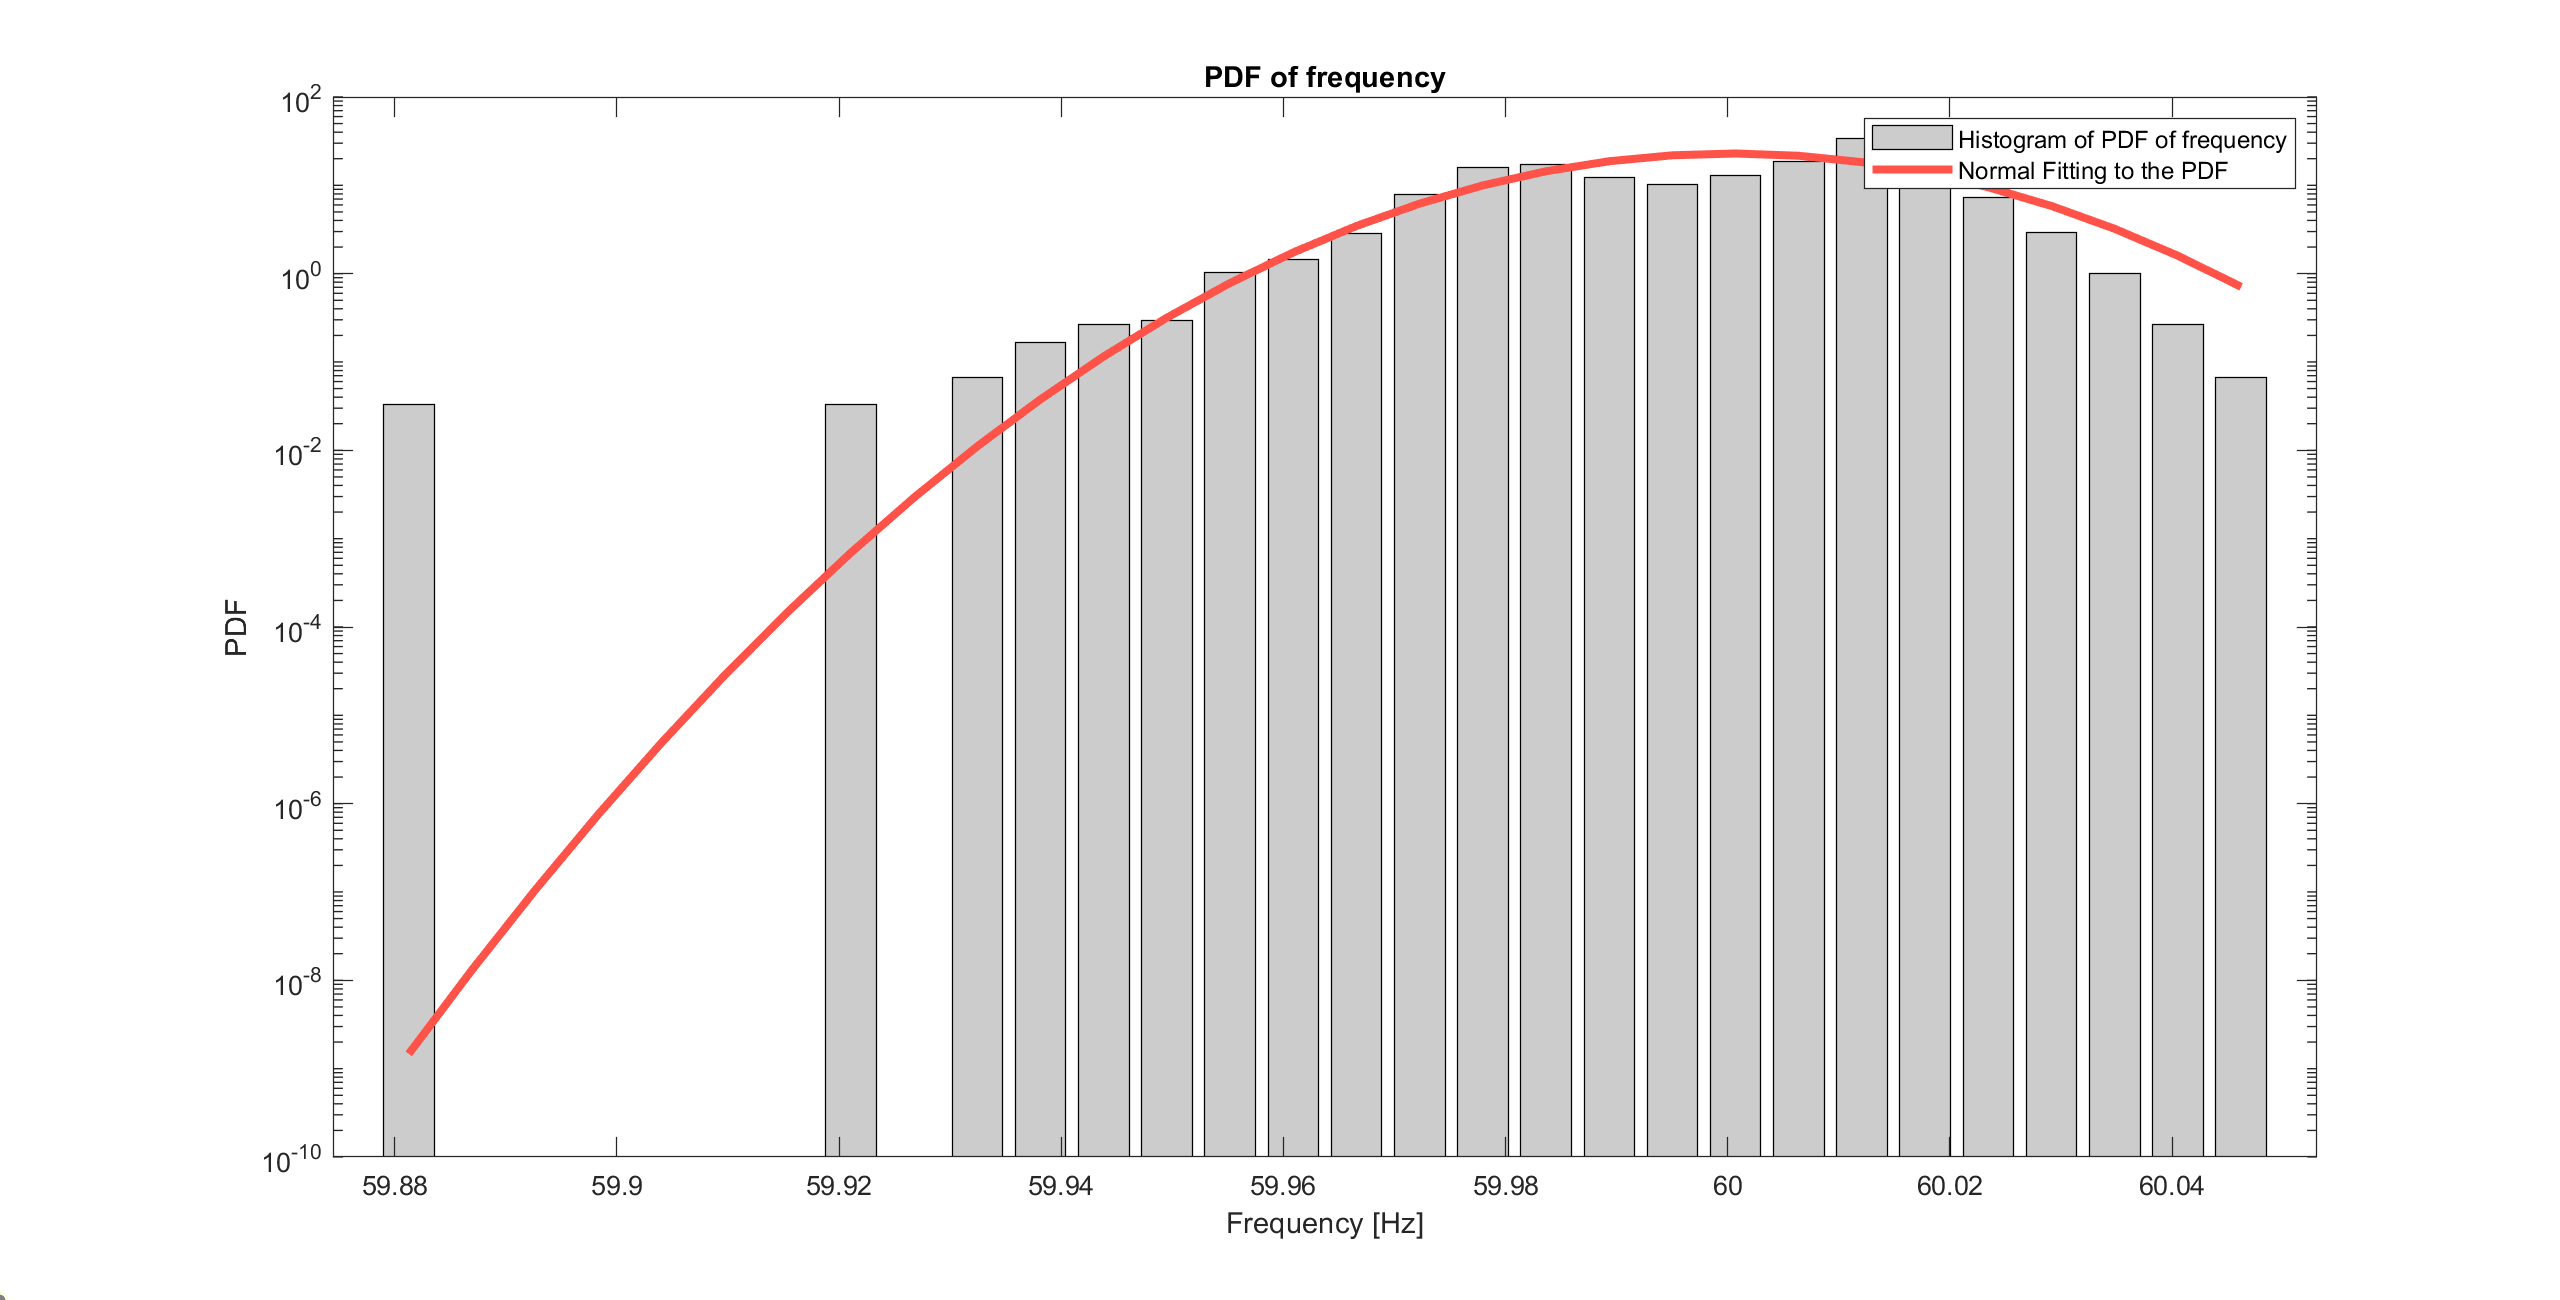 PDF of frequency
10^2
10^0
10^-2
10^-4
10^-6
10^-8
10^-10
PDF
Histogram of PDF of frequency
Normal Fitting to the PDF
59.88 59.9 59.92 59.94 59.96 59.98 60 60.02 60.04
Frequency [Hz]